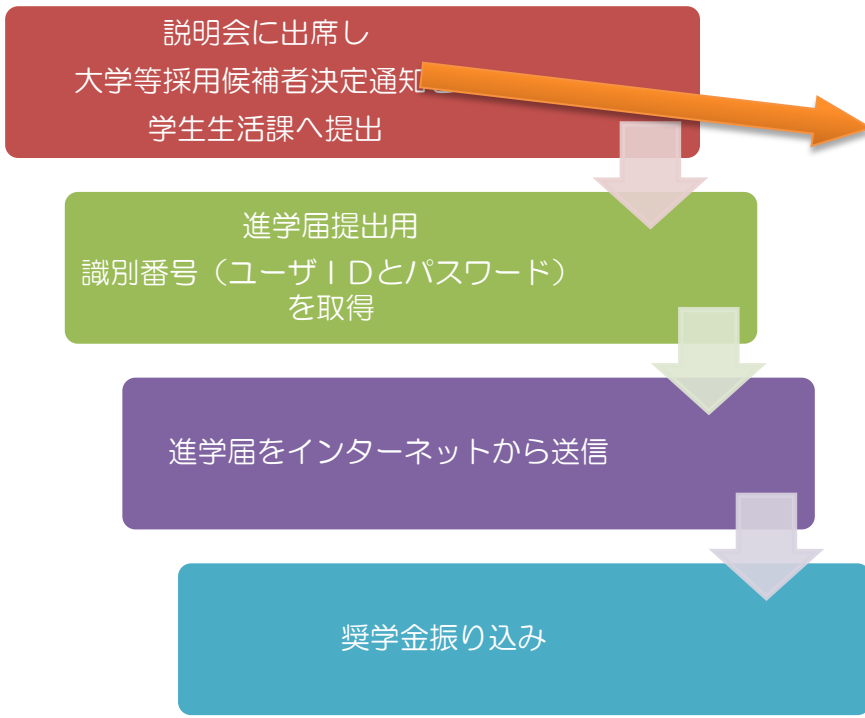 説明会に出席し
大学等採用候補者決定通知
学生生活課へ提出
進学届提出用
識別番号（ユーザＩＤとパスワード）
を取得
進学届をインターネットから送信
奨学金振り込み